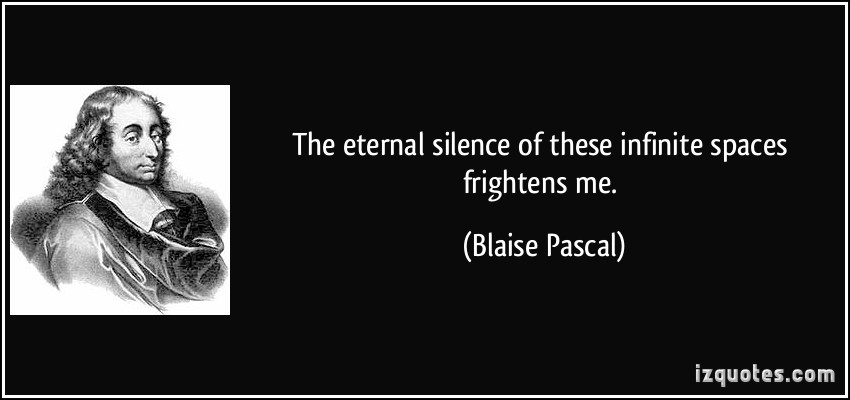 The eternal silence of these infinite spaces
frightens me.
(Blaise Pascal)
izquotes.com